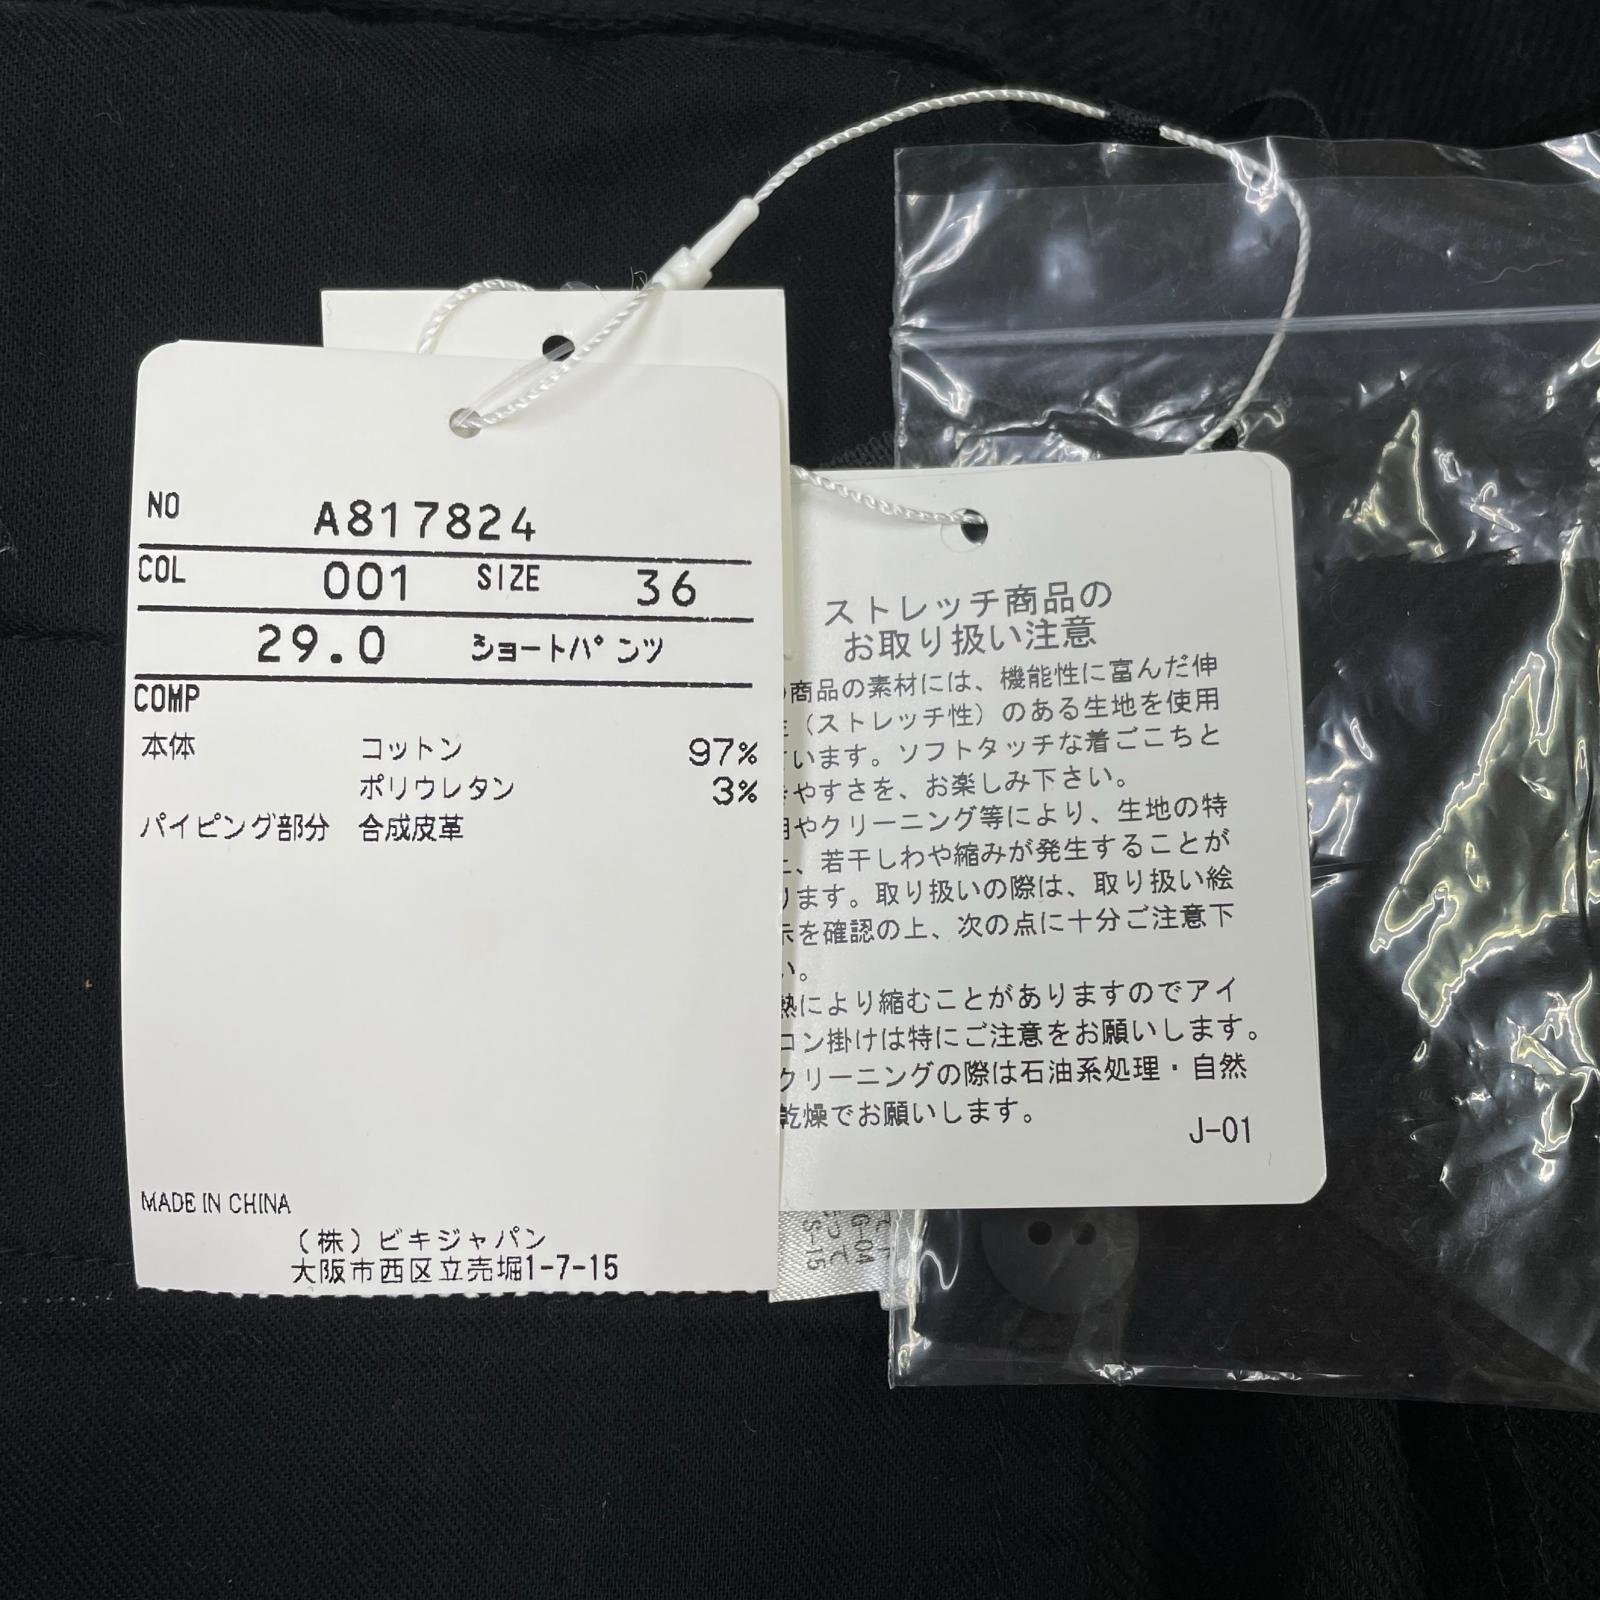 NO A817824
COL 001 SIZE 36
29.0 ショートパンツ
COMP
本体 コットン 97%
ポリウレタン 3%
パイピング部分 合成皮革
MADE IN CHINA
（株）ビキジャパン
大阪市西区立売堀1-7-15
ストレッチ商品の
お取り扱い注意
商品の素材には、機能性に富んだ伸
（ストレッチ性）のある生地を使用
います。ソフトタッチな着ごこちと
やすさを、お楽しみ下さい。
やクリーニング等により、生地の特
、若干しわや縮みが発生することが
ます。取り扱いの際は、取り扱い絵
を確認の上、次の点に十分ご注意下
い。
熱により縮むことがありますのでアイ
ロン掛けは特にご注意をお願いします。
クリーニングの際は石油系処理・自然
乾燥でお願いします。
J-01
G-04
S-15